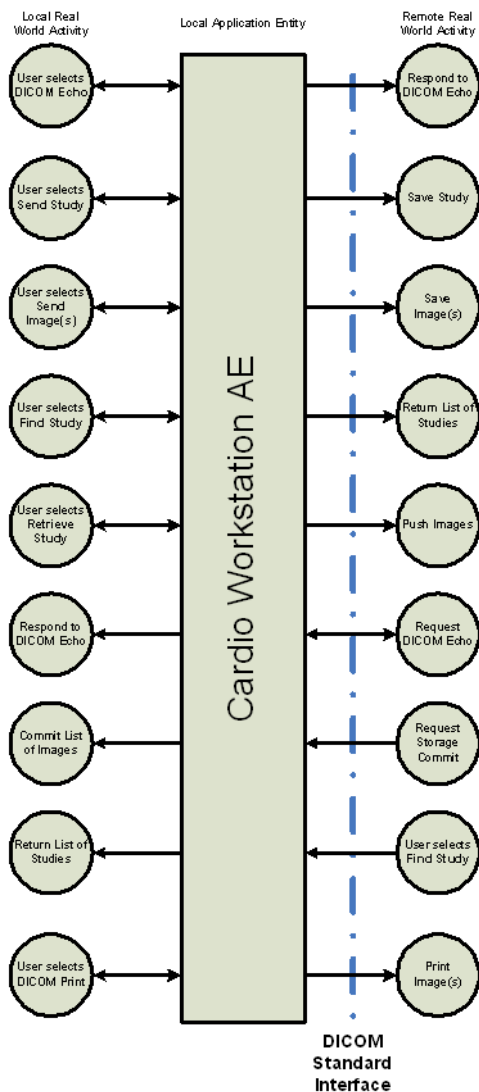 Local Real
World Activity
Local Application Entity
Remote Real
World Activity
User selects
DICOM Echo
Respond to
DICOM Echo
User selects
Send Study
Save Study
User selects
Send
Image(s)
Save
Image(s)
User selects
Find Study
Return List of
Studies
User selects
Retrieve
Study
Push Images
Cardio Workstation AE
Respond to
DICOM Echo
Request
DICOM Echo
Commit List
of Images
Request
Storage
Commit
Return List of
Studies
User selects
Find Study
User selects
DICOM Print
Print
Image(s)
DICOM
Standard
Interface